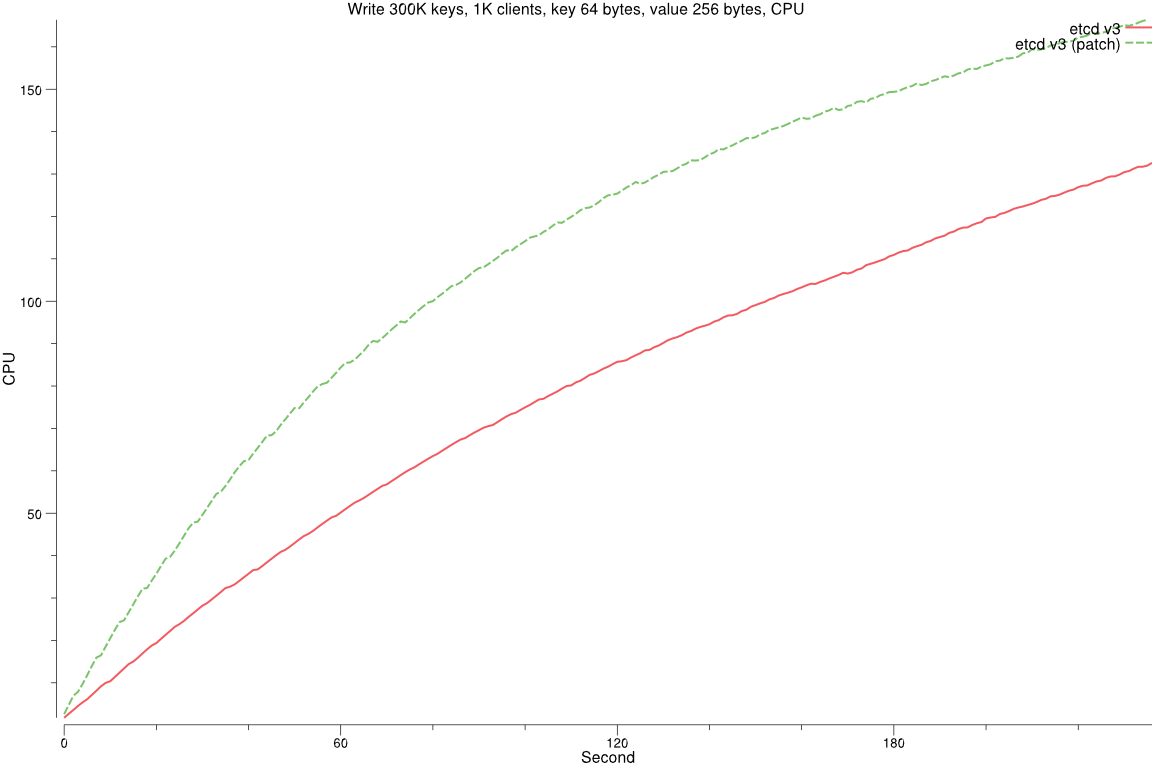 Write 300K keys, 1K clients, key 64 bytes, value 256 bytes, CPU
etcd v3
etcd v3 (patch)
150
100
50
CPU
0
60
120
180
Second